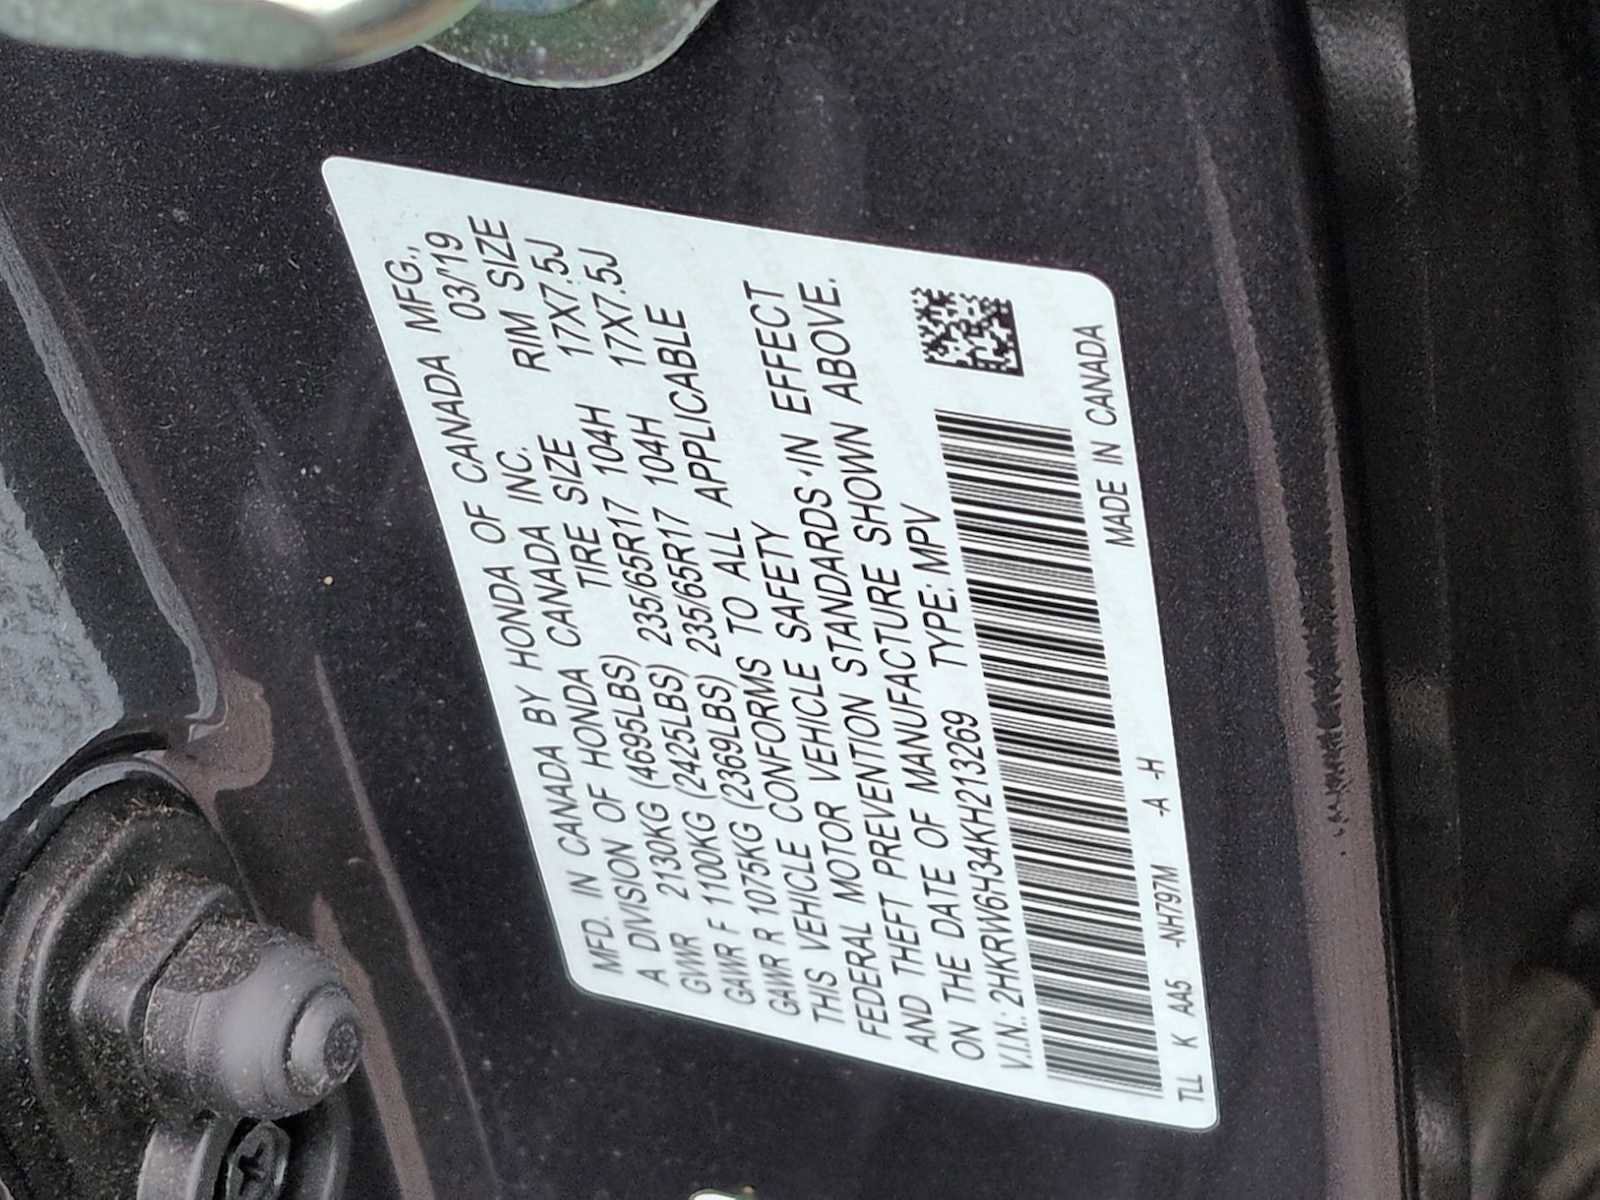 MFD. IN CANADA BY HONDA OF CANADA MFG.,
A DIVISION OF HONDA CANADA INC. 03/'19
GVWR 2130KG (4695LBS) TIRE SIZE RIM SIZE
GAWR F 1100KG (2425LBS) 235/65R17 104H 17X7.5J
GAWR R 1075KG (2369LBS) 235/65R17 104H 17X7.5J
THIS VEHICLE CONFORMS TO ALL APPLICABLE
FEDERAL MOTOR VEHICLE SAFETY
AND THEFT PREVENTION STANDARDS IN EFFECT
ON THE DATE OF MANUFACTURE SHOWN ABOVE.
V.I.N.: 2HKRW6H34KH213269 TYPE: MPV
TLL K AA5 -NH797M -A -H MADE IN CANADA